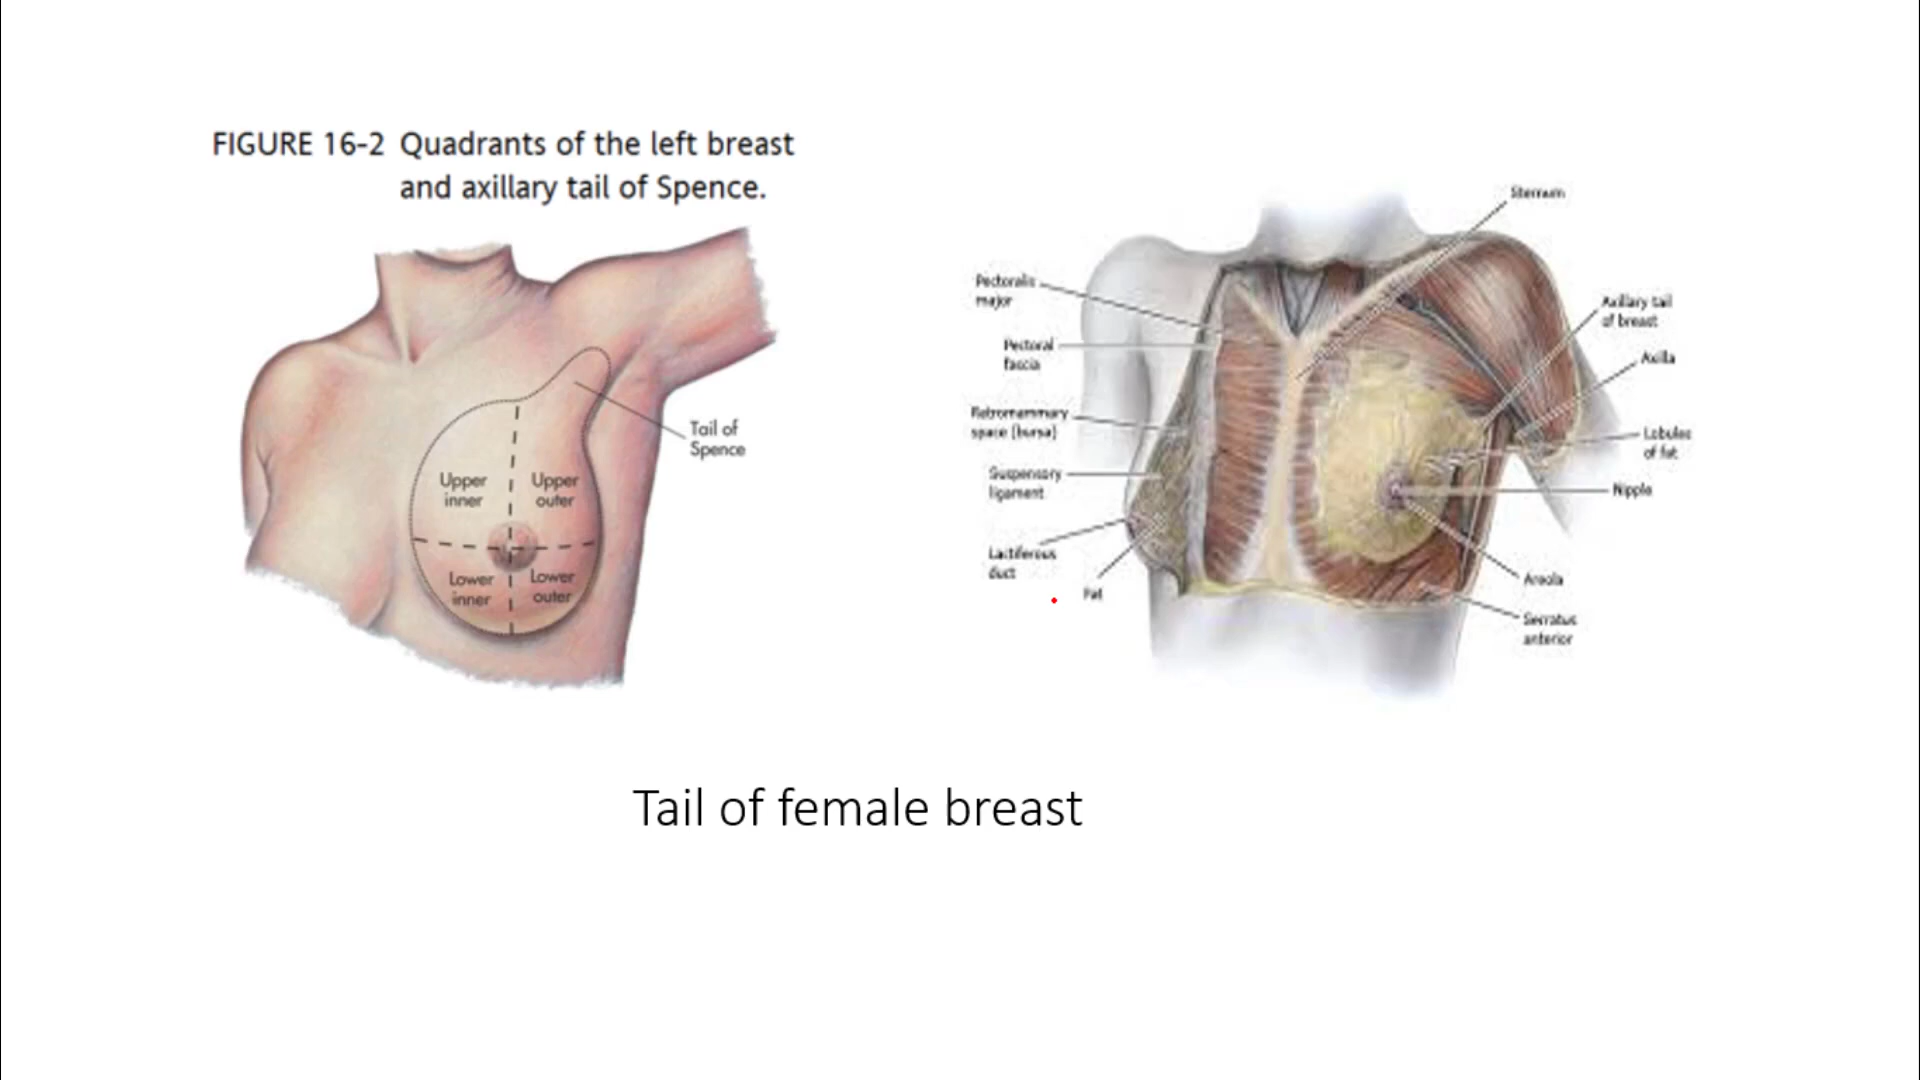 FIGURE 16-2 Quadrants of the left breast
and axillary tail of Spence.
Tail of
Spence
Upper
inner
Upper
outer
Lower
inner
Lower
outer
Sternum
Pectoralis
major
Pectoral
fascia
Retromammary
space (bursa)
Suspensory
ligament
Lactiferous
duct
Fat
Axillary tail
of breast
Axilla
Lobules
of fat
Nipple
Areola
Serratus
anterior
Tail of female breast